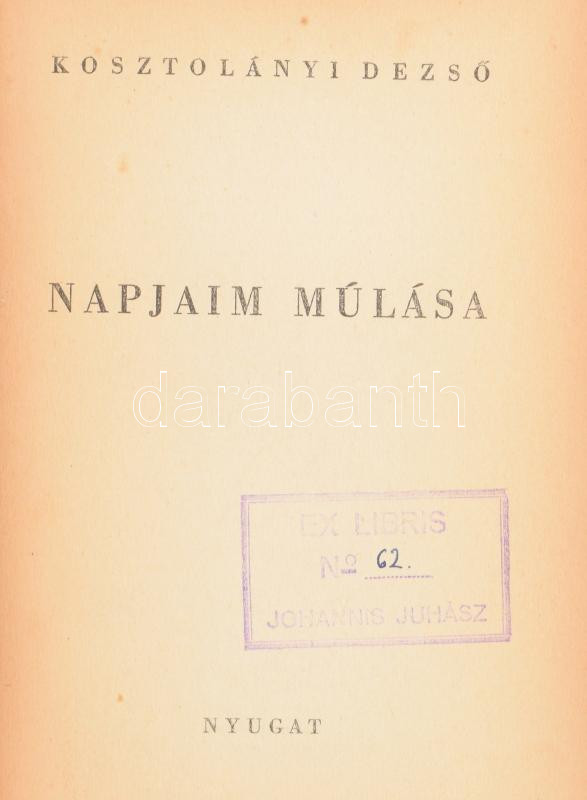 KOSZTOLÁNYI DEZSŐ
NAPJAIM MÚLÁSA
darabanth
EX LIBRIS
Nº 62.
JOHANNIS JUHÁSZ
NYUGAT